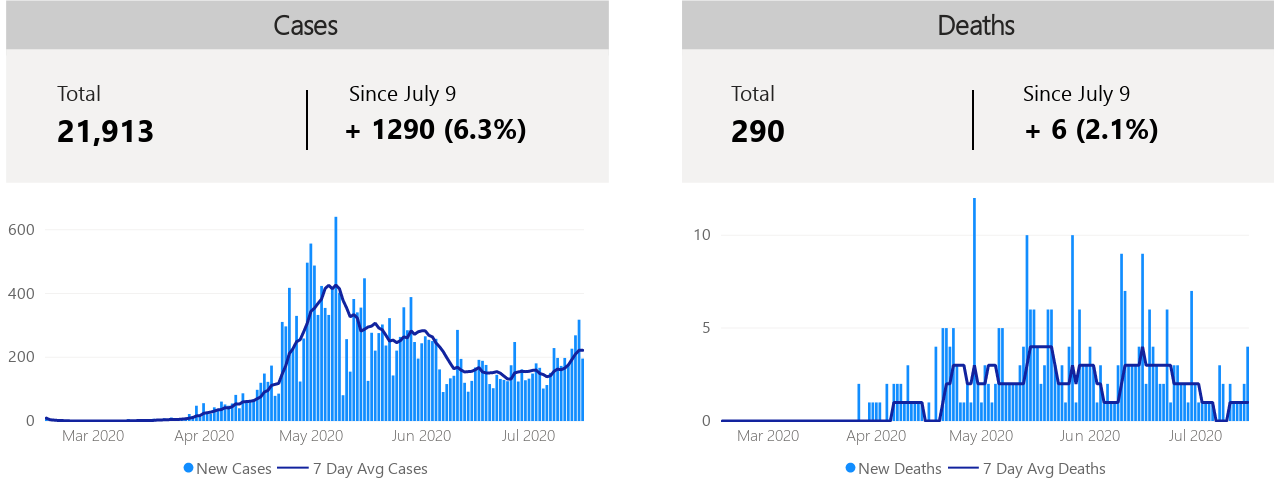 Cases
Total
21,913
Since July 9
+ 1290 (6.3%)
600
400
200
0
Mar 2020 Apr 2020 May 2020 Jun 2020 Jul 2020
New Cases 7 Day Avg Cases
Deaths
Total
290
Since July 9
+ 6 (2.1%)
10
5
0
Mar 2020 Apr 2020 May 2020 Jun 2020 Jul 2020
New Deaths 7 Day Avg Deaths